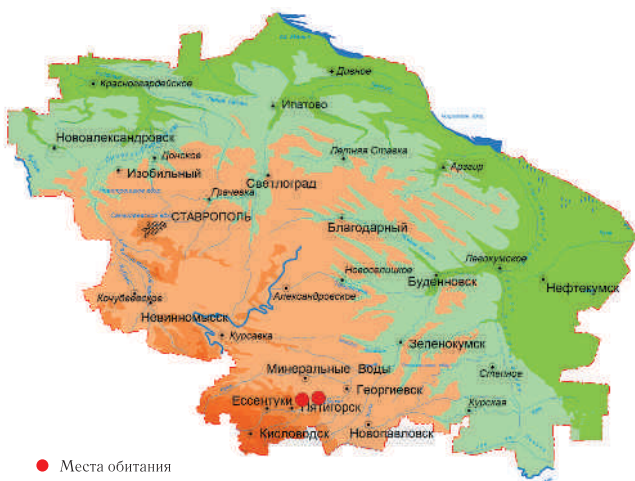 Дивное
Красногвардейское
Ипатово
Новоалександровск
Донское
Летняя Ставка
Арзгир
Изобильный
Светлоград
Грачевка
СТАВРОПОЛЬ
Благодарный
Левокумское
Новоселицкое
Буденновск
Нефтекумск
Кочубеевское
Александровское
Невинномысск
Курсавка
Зеленокумск
Минеральные Воды
Степное
Георгиевск
Ессентуки
Пятигорск
Курская
Кисловодск
Новопавловск
Места обитания